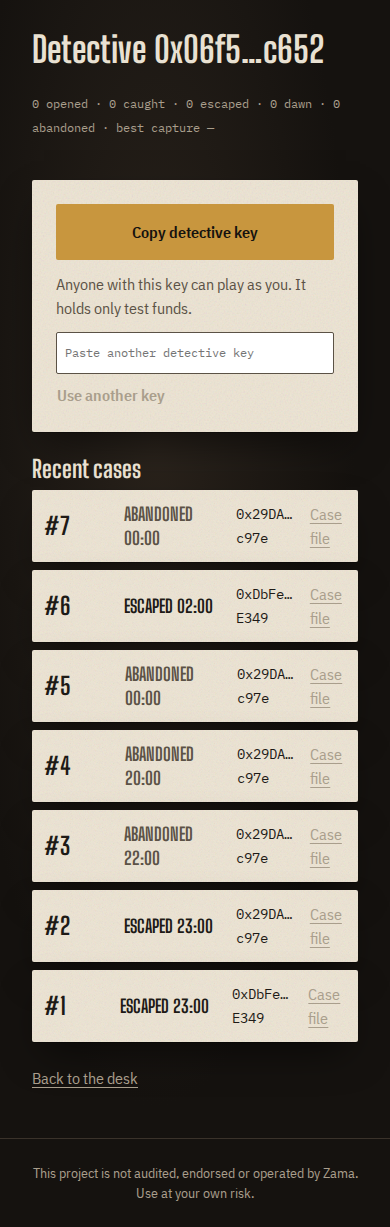 Detective 0x06f5…c652
0 opened · 0 caught · 0 escaped · 0 dawn · 0
abandoned · best capture —
Copy detective key
Anyone with this key can play as you. It
holds only test funds.
Paste another detective key
Use another key
Recent cases
#7 ABANDONED 00:00 0x29DA…c97e Case file
#6 ESCAPED 02:00 0xDbFe…E349 Case file
#5 ABANDONED 00:00 0x29DA…c97e Case file
#4 ABANDONED 20:00 0x29DA…c97e Case file
#3 ABANDONED 22:00 0x29DA…c97e Case file
#2 ESCAPED 23:00 0x29DA…c97e Case file
#1 ESCAPED 23:00 0xDbFe…E349 Case file
Back to the desk
This project is not audited, endorsed or operated by Zama.
Use at your own risk.